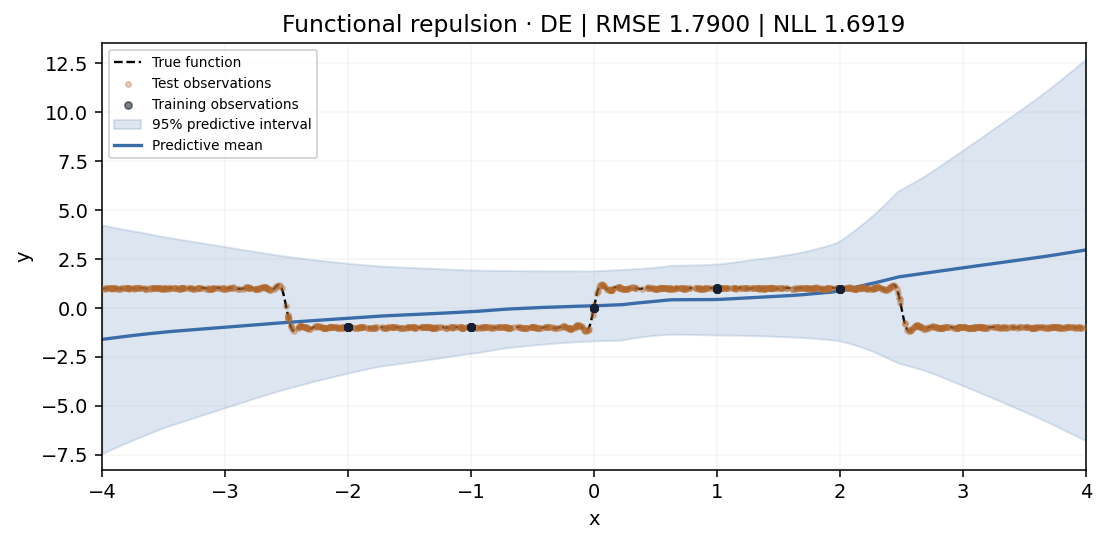 Functional repulsion · DE | RMSE 1.7900 | NLL 1.6919
True function
Test observations
Training observations
95% predictive interval
Predictive mean
y
12.5
10.0
7.5
5.0
2.5
0.0
−2.5
−5.0
−7.5
−4 −3 −2 −1 0 1 2 3 4
x